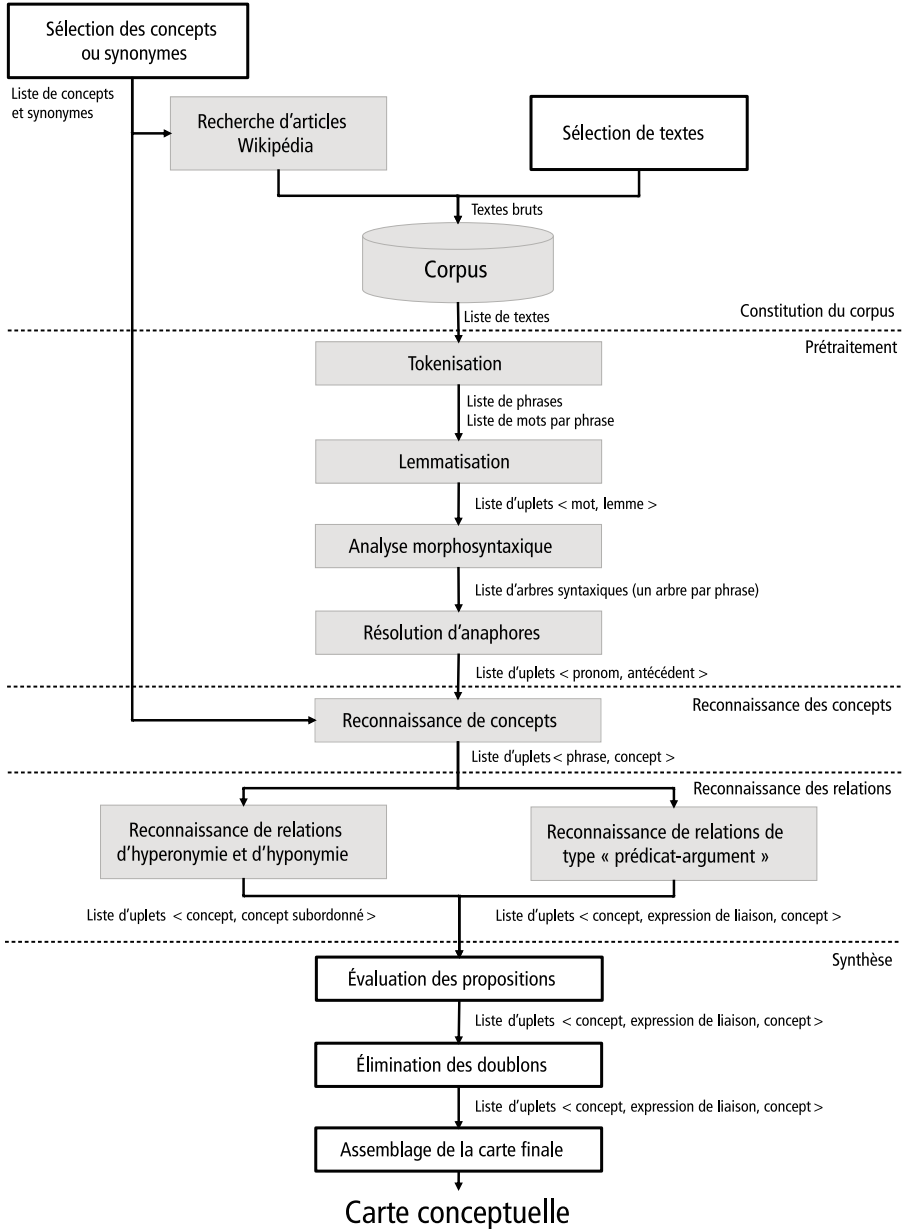 Sélection des concepts
ou synonymes
Liste de concepts
et synonymes
Recherche d'articles
Wikipédia
Sélection de textes
Textes bruts
Corpus
Liste de textes
Constitution du corpus
Prétraitement
Tokenisation
Liste de phrases
Liste de mots par phrase
Lemmatisation
Liste d'uplets < mot, lemme >
Analyse morphosyntaxique
Liste d'arbres syntaxiques (un arbre par phrase)
Résolution d'anaphores
Liste d'uplets < pronom, antécédent >
Reconnaissance des concepts
Reconnaissance de concepts
Liste d'uplets < phrase, concept >
Reconnaissance des relations
Reconnaissance de relations
d'hyperonymie et d'hyponymie
Reconnaissance de relations de
type « prédicat-argument »
Liste d'uplets < concept, concept subordonné >
Liste d'uplets < concept, expression de liaison, concept >
Synthèse
Évaluation des propositions
Liste d'uplets < concept, expression de liaison, concept >
Élimination des doublons
Liste d'uplets < concept, expression de liaison, concept >
Assemblage de la carte finale
Carte conceptuelle